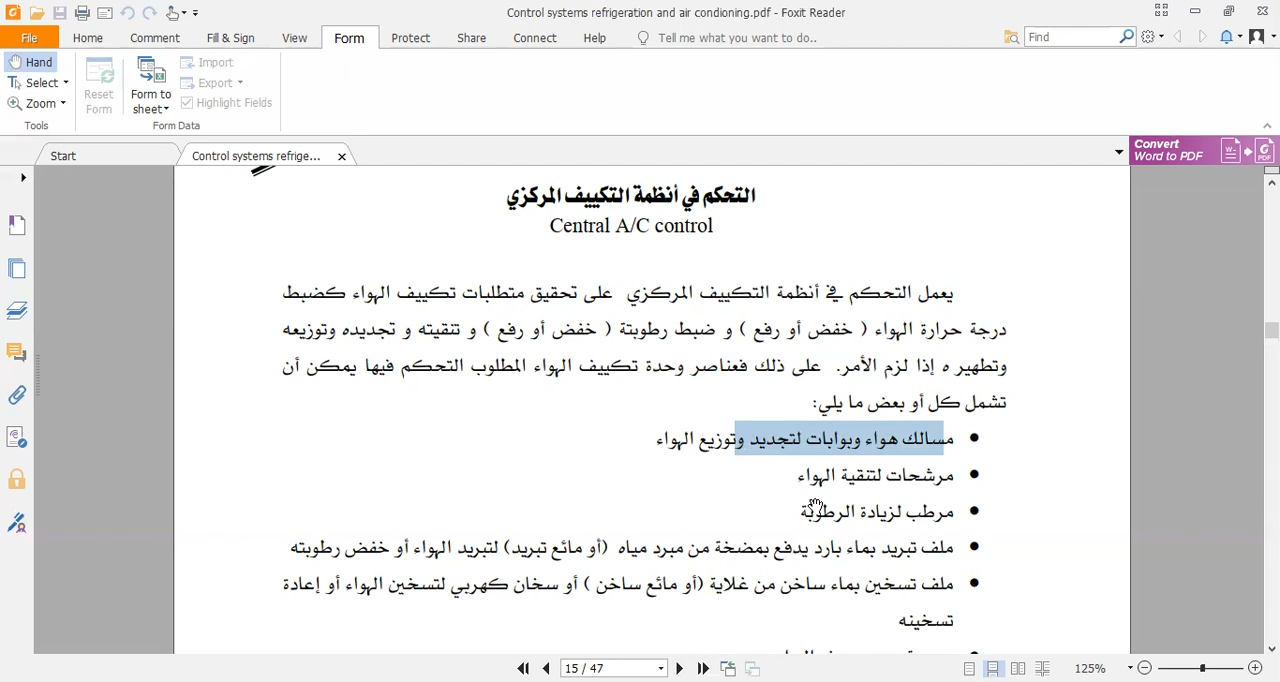 Control systems refrigeration and air condioning.pdf - Foxit Reader
File Home Comment Fill & Sign View Form Protect Share Connect Help Tell me what you want to do.. Find
Hand
Select
Zoom
Tools
Reset Form
Form to sheet
Import
Export
Highlight Fields
Form Data
Start
Control systems refrige...
Convert
Word to PDF
التحكم في أنظمة التكييف المركزي
Central A/C control
يعمل التحكم في أنظمة التكييف المركزي على تحقيق متطلبات تكييف الهواء كضبط
درجة حرارة الهواء ( خفض أو رفع ) و ضبط رطوبتة ( خفض أو رفع ) و تنقيته و تجديده وتوزيعه
وتطهير ه إذا لزم الأمر. على ذلك فعناصر وحدة تكييف الهواء المطلوب التحكم فيها يمكن أن
تشمل كل أو بعض ما يلي:
• مسالك هواء وبوابات لتجديد وتوزيع الهواء
• مرشحات لتنقية الهواء
• مرطب لزيادة الرطوبة
• ملف تبريد بماء بارد يدفع بمضخة من مبرد مياه (أو مائع تبريد) لتبريد الهواء أو خفض رطوبته
• ملف تسخين بماء ساخن من غلاية (أو مائع ساخن ) أو سخان كهربي لتسخين الهواء أو إعادة
تسخينه
15 / 47
125%